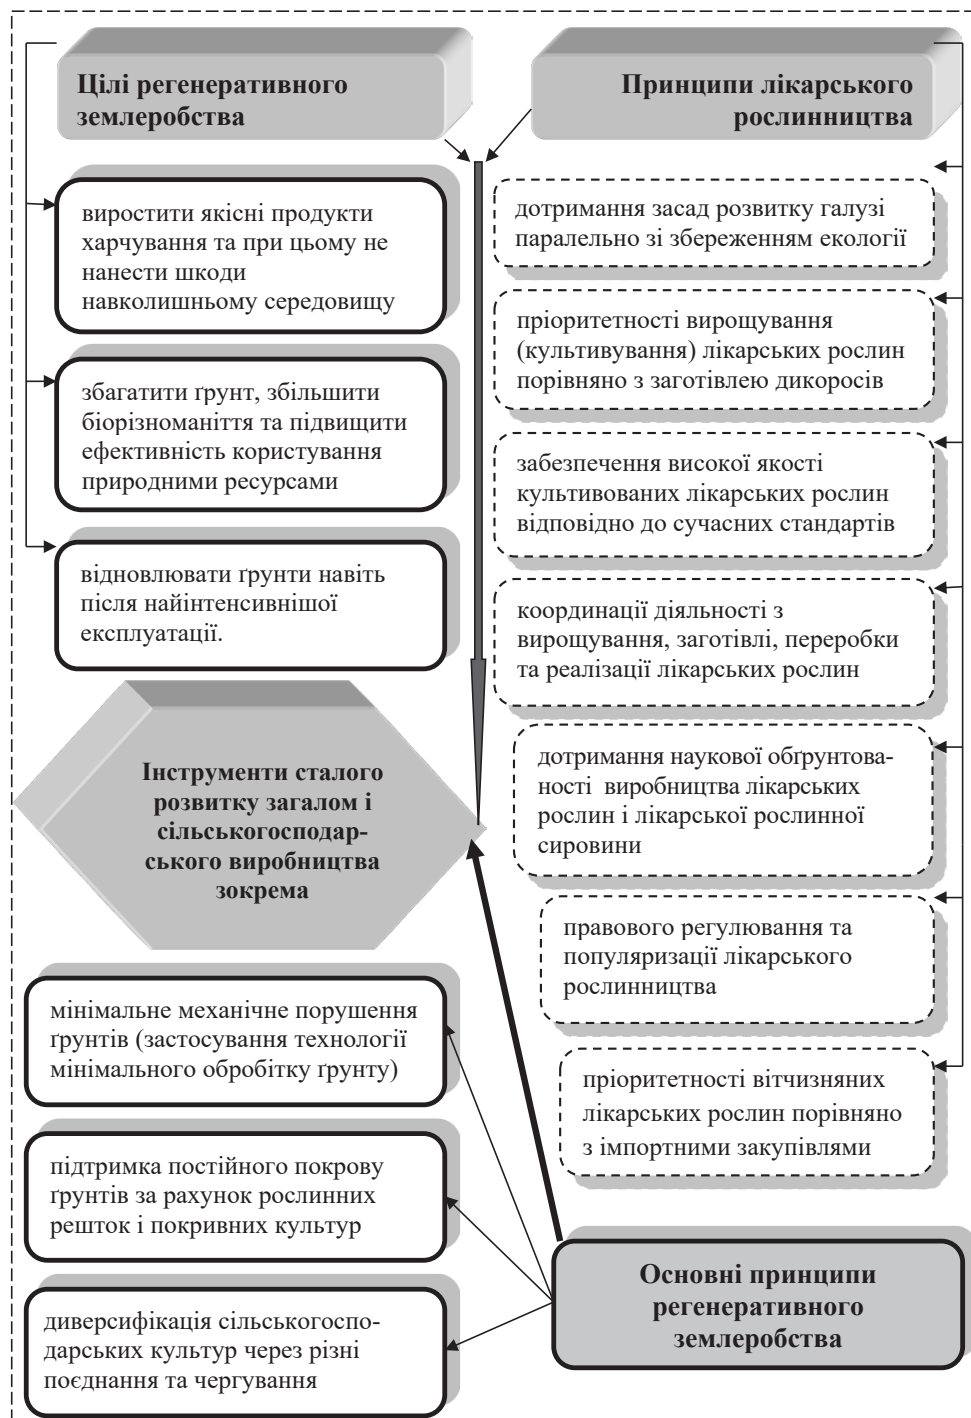 Цілі регенеративного
землеробства
виростити якісні продукти
харчування та при цьому не
нанести шкоди
навколишньому середовищу
збагатити ґрунт, збільшити
біорізноманіття та підвищити
ефективність користування
природними ресурсами
відновлювати ґрунти навіть
після найінтенсивнішої
експлуатації.
Принципи лікарського
рослинництва
дотримання засад розвитку галузі
паралельно зі збереженням екології
пріоритетності вирощування
(культивування) лікарських рослин
порівняно з заготівлею дикоросів
забезпечення високої якості
культивованих лікарських рослин
відповідно до сучасних стандартів
координації діяльності з
вирощування, заготівлі, переробки
та реалізації лікарських рослин
дотримання наукової обґрунтова-
ності виробництва лікарських
рослин і лікарської рослинної
сировини
правового регулювання та
популяризації лікарського
рослинництва
пріоритетності вітчизняних
лікарських рослин порівняно
з імпортними закупівлями
Інструменти сталого
розвитку загалом і
сільськогосподар-
ського виробництва
зокрема
мінімальне механічне порушення
ґрунтів (застосування технології
мінімального обробітку ґрунту)
підтримка постійного покрову
ґрунтів за рахунок рослинних
решток і покривних культур
диверсифікація сільськогоспо-
дарських культур через різні
поєднання та чергування
Основні принципи
регенеративного
землеробства